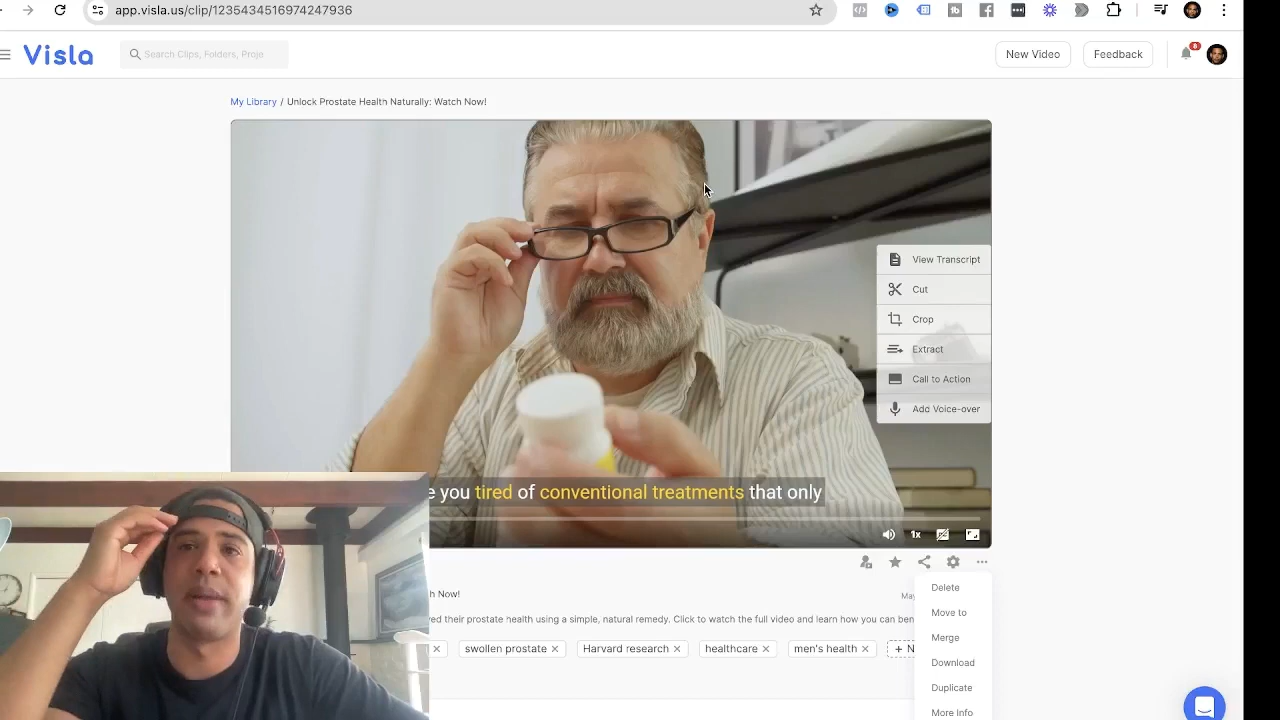 app.visla.us/clip/1235434516974247936
Visla
Search Clips, Folders, Proje
New Video
Feedback
8
My Library / Unlock Prostate Health Naturally: Watch Now!
View Transcript
Cut
Crop
Extract
Call to Action
Add Voice-over
e you tired of conventional treatments that only
1x
h Now!
May
ed their prostate health using a simple, natural remedy. Click to watch the full video and learn how you can ben
swollen prostate
Harvard research
healthcare
men's health
+ N
Delete
Move to
Merge
Download
Duplicate
More Info